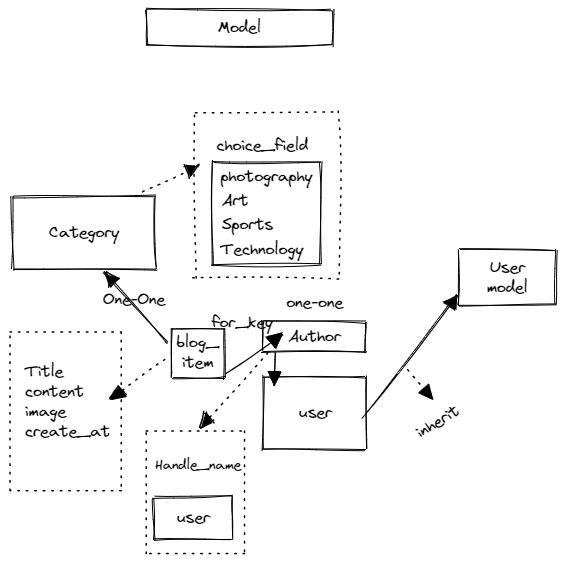 Model
choice_field
photography
Art
Sports
Technology
Category
User
model
One-One
for_key
one-one
Author
blog_
item
Title
content
image
create_at
user
inherit
Handle_name
user